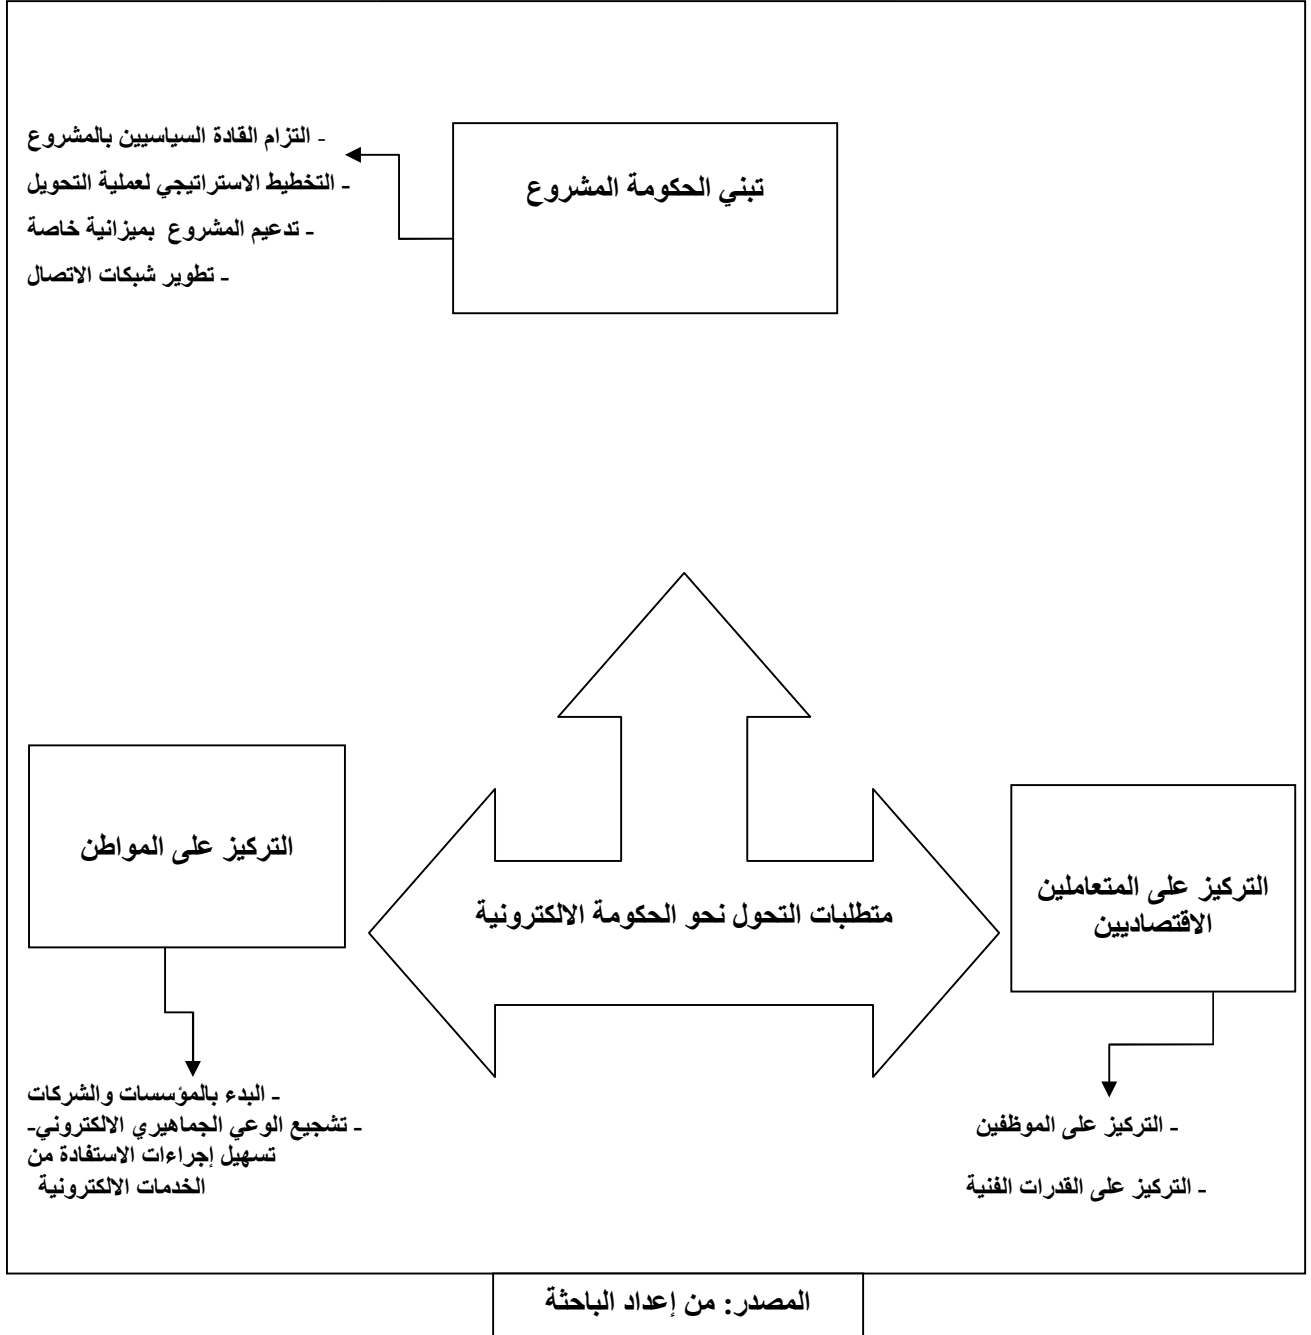 - التزام القادة السياسيين بالمشروع
- التخطيط الاستراتيجي لعملية التحويل
- تدعيم المشروع بميزانية خاصة
- تطوير شبكات الاتصال
تبني الحكومة المشروع
متطلبات التحول نحو الحكومة الالكترونية
التركيز على المتعاملين
الاقتصاديين
- التركيز على الموظفين
- التركيز على القدرات الفنية
التركيز على المواطن
- البدء بالمؤسسات والشركات
- تشجيع الوعي الجماهيري الالكتروني-
تسهيل إجراءات الاستفادة من
الخدمات الالكترونية
المصدر: من إعداد الباحثة